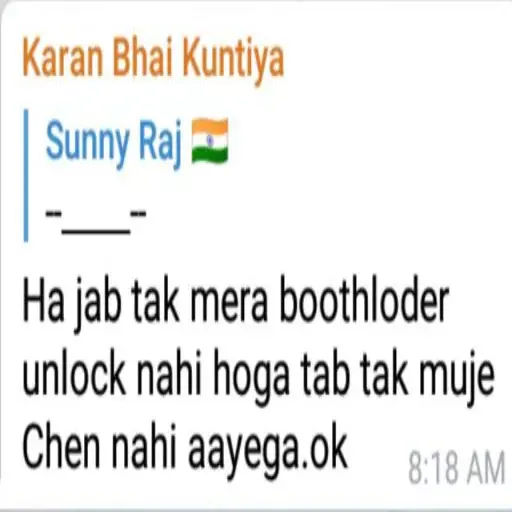 Karan Bhai Kuntiya
Sunny Raj 🇮🇳
--_____--
Ha jab tak mera boothloder
unlock nahi hoga tab tak muje
Chen nahi aayega.ok
8:18 AM